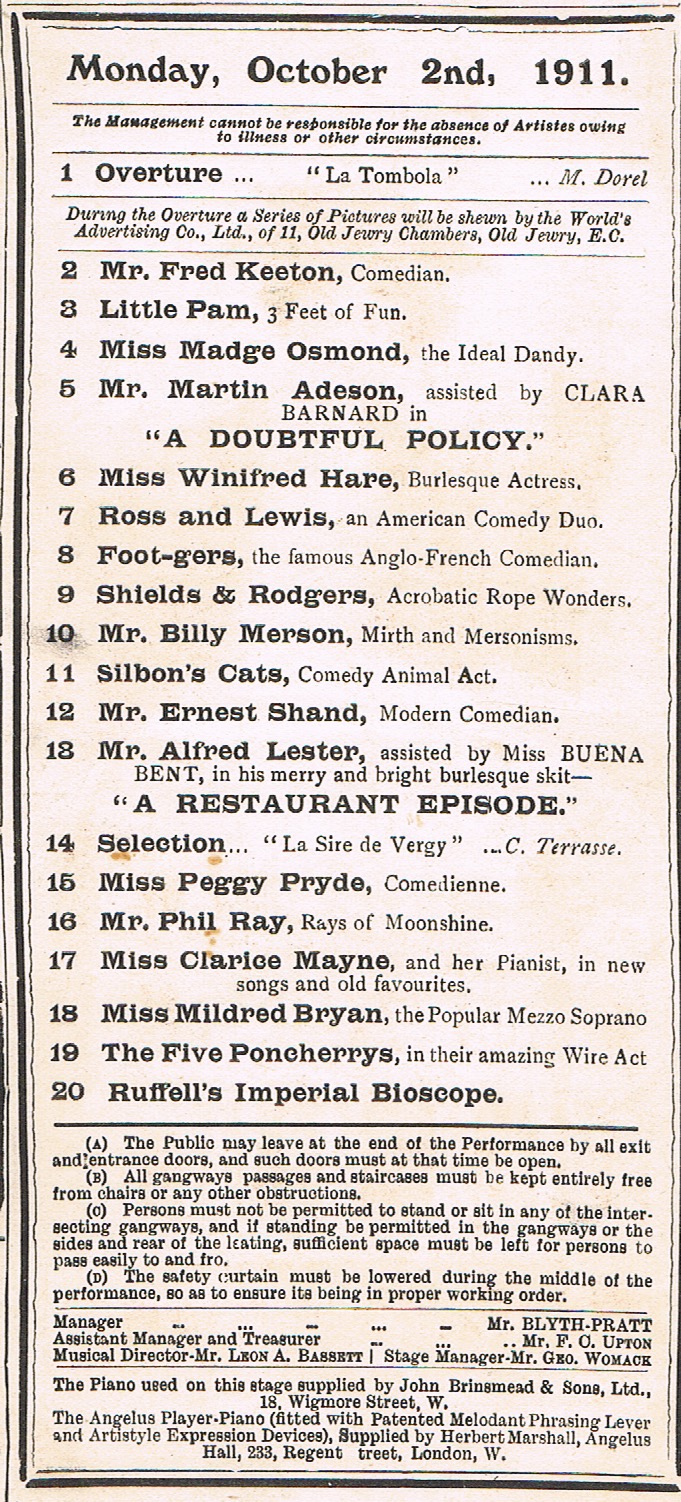 Monday, October 2nd, 1911.
The Management cannot be responsible for the absence of Artistes owing
to illness or other circumstances.
1 Overture ... "La Tombola" ... M. Dorel
During the Overture a Series of Pictures will be shewn by the World's
Advertising Co., Ltd., of 11, Old Jewry Chambers, Old Jewry, E.C.
2 Mr. Fred Keeton, Comedian.
3 Little Pam, 3 Feet of Fun.
4 Miss Madge Osmond, the Ideal Dandy.
5 Mr. Martin Adeson, assisted by CLARA
BARNARD in
"A DOUBTFUL POLICY."
6 Miss Winifred Hare, Burlesque Actress.
7 Ross and Lewis, an American Comedy Duo.
8 Foot-gers, the famous Anglo-French Comedian.
9 Shields & Rodgers, Acrobatic Rope Wonders.
10 Mr. Billy Merson, Mirth and Mersonisms.
11 Silbon's Cats, Comedy Animal Act.
12 Mr. Ernest Shand, Modern Comedian.
13 Mr. Alfred Lester, assisted by Miss BUENA
BENT, in his merry and bright burlesque skit—
"A RESTAURANT EPISODE."
14 Selection... "La Sire de Vergy" ...C. Terrasse.
15 Miss Peggy Pryde, Comedienne.
16 Mr. Phil Ray, Rays of Moonshine.
17 Miss Clarice Mayne, and her Pianist, in new
songs and old favourites.
18 Miss Mildred Bryan, the Popular Mezzo Soprano
19 The Five Poncherrys, in their amazing Wire Act
20 Ruffell's Imperial Bioscope.
(A) The Public may leave at the end of the Performance by all exit
and entrance doors, and such doors must at that time be open.
(B) All gangways passages and staircases must be kept entirely free
from chairs or any other obstructions.
(C) Persons must not be permitted to stand or sit in any of the inter-
secting gangways, and if standing be permitted in the gangways or the
sides and rear of the leating, sufficient space must be left for persons to
pass easily to and fro.
(D) The safety curtain must be lowered during the middle of the
performance, so as to ensure its being in proper working order.
Manager ... ... ... ... ... Mr. BLYTH-PRATT
Assistant Manager and Treasurer ... ... .. Mr. F. C. UPTON
Musical Director-Mr. LEON A. BASSETT | Stage Manager-Mr. GEO. WOMACK
The Piano used on this stage supplied by John Brinsmead & Sons, Ltd.,
18, Wigmore Street, W.
The Angelus Player-Piano (fitted with Patented Melodant Phrasing Lever
and Artistyle Expression Devices), Supplied by Herbert Marshall, Angelus
Hall, 233, Regent treet, London, W.